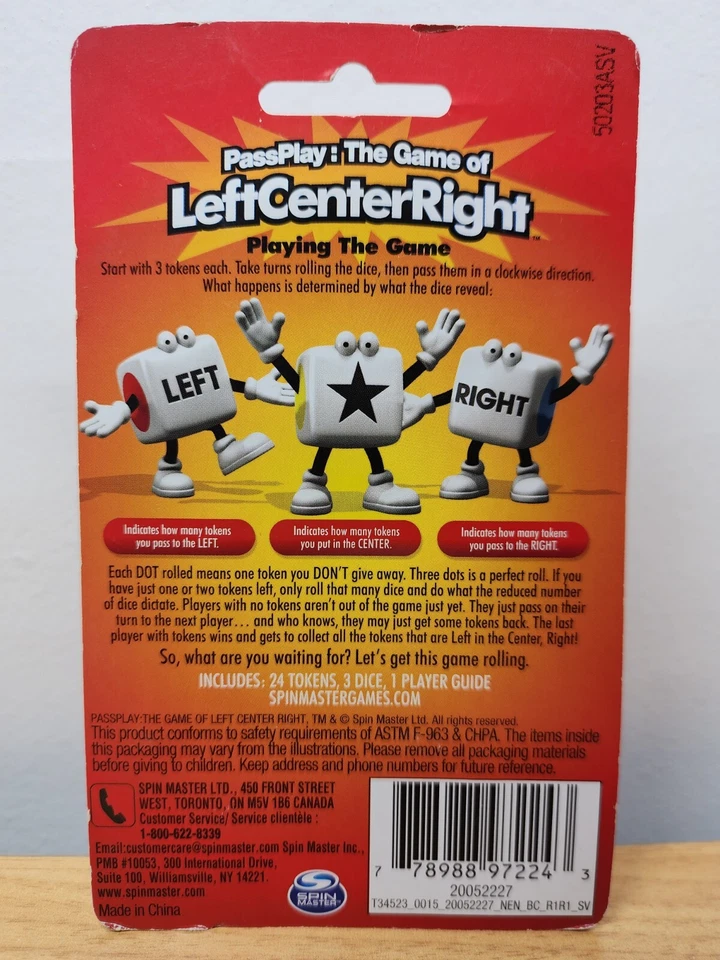 50203ASV
PassPlay: The Game of
LeftCenterRight™
Playing The Game
Start with 3 tokens each. Take turns rolling the dice, then pass them in a clockwise direction.
What happens is determined by what the dice reveal:
LEFT
RIGHT
Indicates how many tokens
you pass to the LEFT.
Indicates how many tokens
you put in the CENTER.
Indicates how many tokens
you pass to the RIGHT.
Each DOT rolled means one token you DON'T give away. Three dots is a perfect roll. If you
have just one or two tokens left, only roll that many dice and do what the reduced number
of dice dictate. Players with no tokens aren't out of the game just yet. They just pass on their
turn to the next player... and who knows, they may just get some tokens back. The last
player with tokens wins and gets to collect all the tokens that are Left in the Center, Right!
So, what are you waiting for? Let's get this game rolling.
INCLUDES: 24 TOKENS, 3 DICE, 1 PLAYER GUIDE
SPINMASTERGAMES.COM
PASSPLAY:THE GAME OF LEFT CENTER RIGHT, TM & © Spin Master Ltd. All rights reserved.
This product conforms to safety requirements of ASTM F-963 & CHPA. The items inside
this packaging may vary from the illustrations. Please remove all packaging materials
before giving to children. Keep address and phone numbers for future reference.
SPIN MASTER LTD., 450 FRONT STREET
WEST, TORONTO, ON M5V 1B6 CANADA
Customer Service/ Service clientèle :
1-800-622-8339
Email:customercare@spinmaster.com Spin Master Inc.,
PMB #10053, 300 International Drive,
Suite 100, Williamsville, NY 14221.
www.spinmaster.com
Made in China
SPIN
MASTER™
7 78988 97224 3
20052227
T34523_0015_20052227_NEN_BC_R1R1_SV